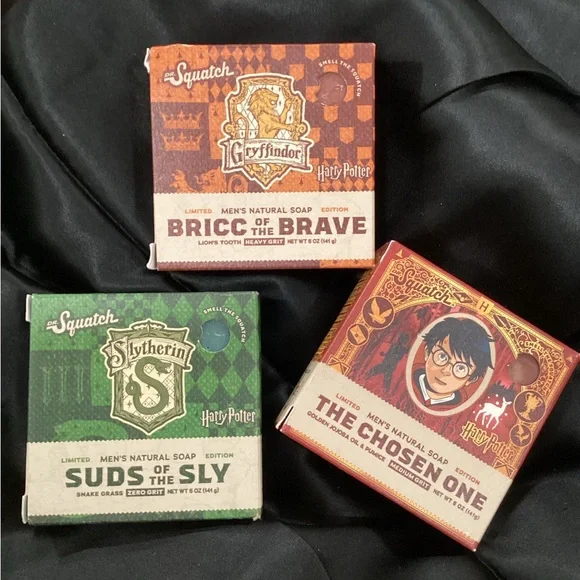 DR. Squatch
SMELL THE SQUATCH
Gryffindor
Harry Potter
LIMITED MEN'S NATURAL SOAP EDITION
BRICC OF THE BRAVE
LION'S TOOTH HEAVY GRIT NET WT 5 OZ (141 g)
DR. Squatch
SMELL THE SQUATCH
Slytherin
S
Harry Potter
LIMITED MEN'S NATURAL SOAP EDITION
SUDS OF THE SLY
SNAKE GRASS ZERO GRIT NET WT 5 OZ (141 g)
DR. Squatch
H
Harry Potter
LIMITED MEN'S NATURAL SOAP EDITION
THE CHOSEN ONE
GOLDEN JOJOBA OIL & PUMICE MEDIUM GRIT NET WT 5 OZ (141g)